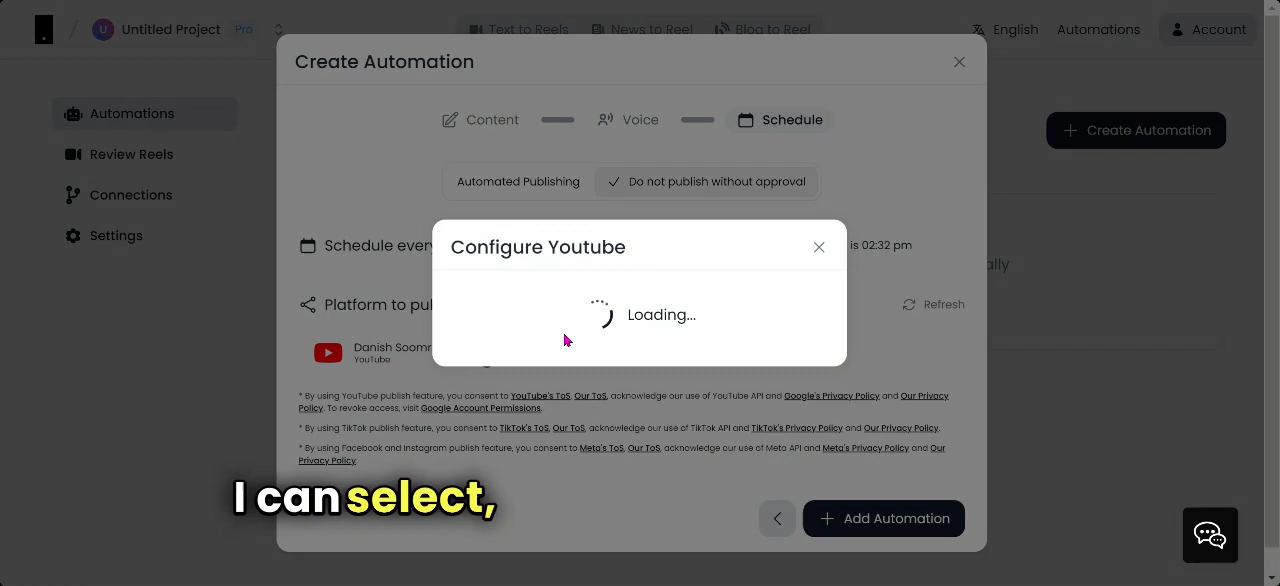 U Untitled Project Pro
Text to Reels News to Reel Blog to Reel
English Automations Account
Create Automation
Automations
Review Reels
Connections
Settings
Content Voice Schedule
Create Automation
Automated Publishing Do not publish without approval
Schedule every
is 02:32 pm
Configure Youtube
Loading...
ally
Platform to pu
Refresh
Danish Soomr
YouTube
* By using YouTube publish feature, you consent to YouTube's ToS, Our ToS, acknowledge our use of YouTube API and Google's Privacy Policy and Our Privacy
Policy. To revoke access, visit Google Account Permissions.
* By using TikTok publish feature, you consent to TikTok's ToS, Our ToS, acknowledge our use of TikTok API and TikTok's Privacy Policy and Our Privacy Policy.
* By using Facebook and Instagram publish feature, you consent to Meta's ToS, Our ToS, acknowledge our use of Meta API and Meta's Privacy Policy and Our
Privacy Policy.
I can select,
Add Automation